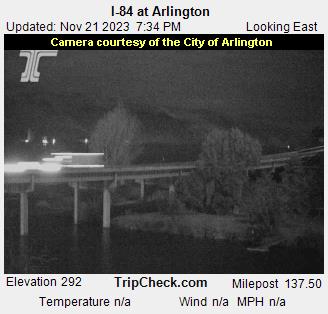 I-84 at Arlington
Updated: Nov 21 2023 7:34 PM Looking East
Camera courtesy of the City of Arlington
Elevation 292 TripCheck.com Milepost 137.50
Temperature n/a Wind n/a MPH n/a